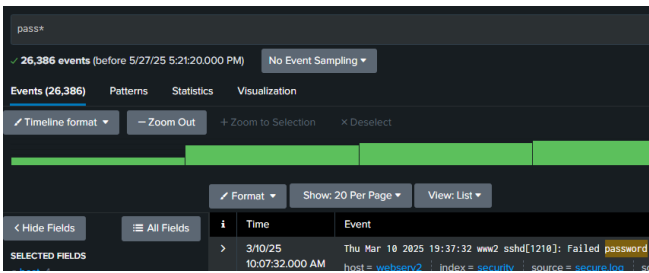 pass*
✓ 26,386 events (before 5/27/25 5:21:20.000 PM) No Event Sampling ▾
Events (26,386) Patterns Statistics Visualization
Timeline format ▾ — Zoom Out + Zoom to Selection × Deselect
Format ▾ Show: 20 Per Page ▾ View: List ▾
< Hide Fields All Fields i Time Event
SELECTED FIELDS > 3/10/25 Thu Mar 10 2025 19:37:32 www2 sshd[1210]: Failed password
10:07:32.000 AM host = webserv2 index = security source = secure.log